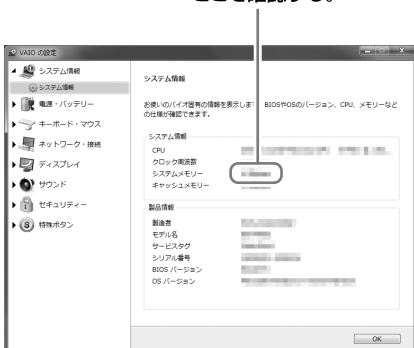 VAIO の設定
システム情報
システム情報
電源・バッテリー
キーボード・マウス
ネットワーク・接続
ディスプレイ
サウンド
セキュリティー
特殊ボタン
システム情報
お使いのバイオ固有の情報を表示しま BIOSやOSのバージョン、CPU、メモリーなど
の仕様が確認できます。
システム情報
CPU
クロック周波数
システムメモリー
キャッシュメモリー
製品情報
製造者
モデル名
サービスタグ
シリアル番号
BIOS バージョン
OS バージョン
OK